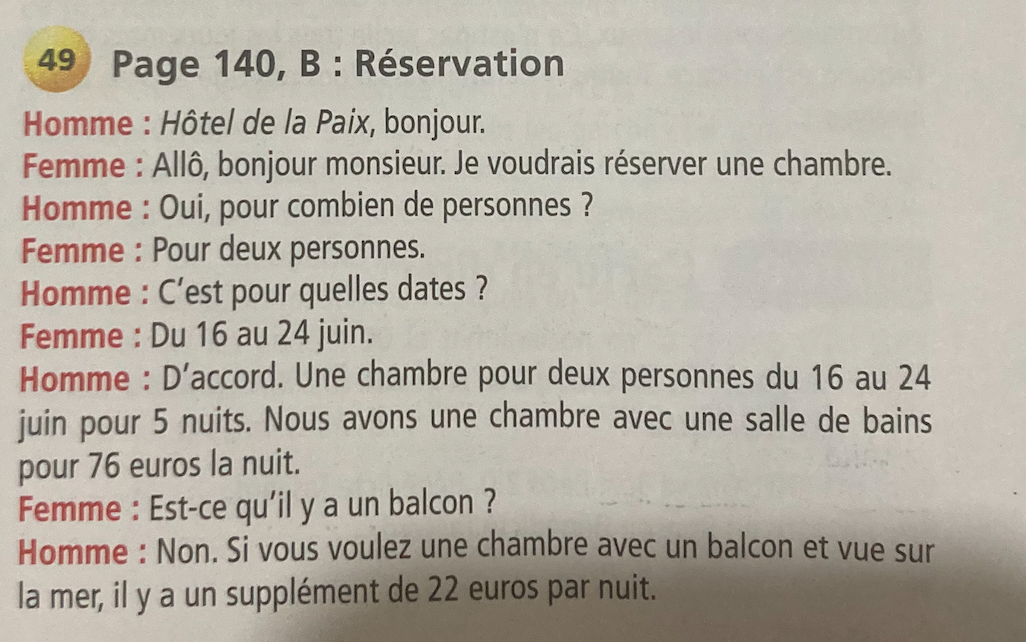 49 Page 140, B : Réservation
Homme : Hôtel de la Paix, bonjour.
Femme : Allô, bonjour monsieur. Je voudrais réserver une chambre.
Homme : Oui, pour combien de personnes ?
Femme : Pour deux personnes.
Homme : C'est pour quelles dates ?
Femme : Du 16 au 24 juin.
Homme : D'accord. Une chambre pour deux personnes du 16 au 24
juin pour 5 nuits. Nous avons une chambre avec une salle de bains
pour 76 euros la nuit.
Femme : Est-ce qu'il y a un balcon ?
Homme : Non. Si vous voulez une chambre avec un balcon et vue sur
la mer, il y a un supplément de 22 euros par nuit.